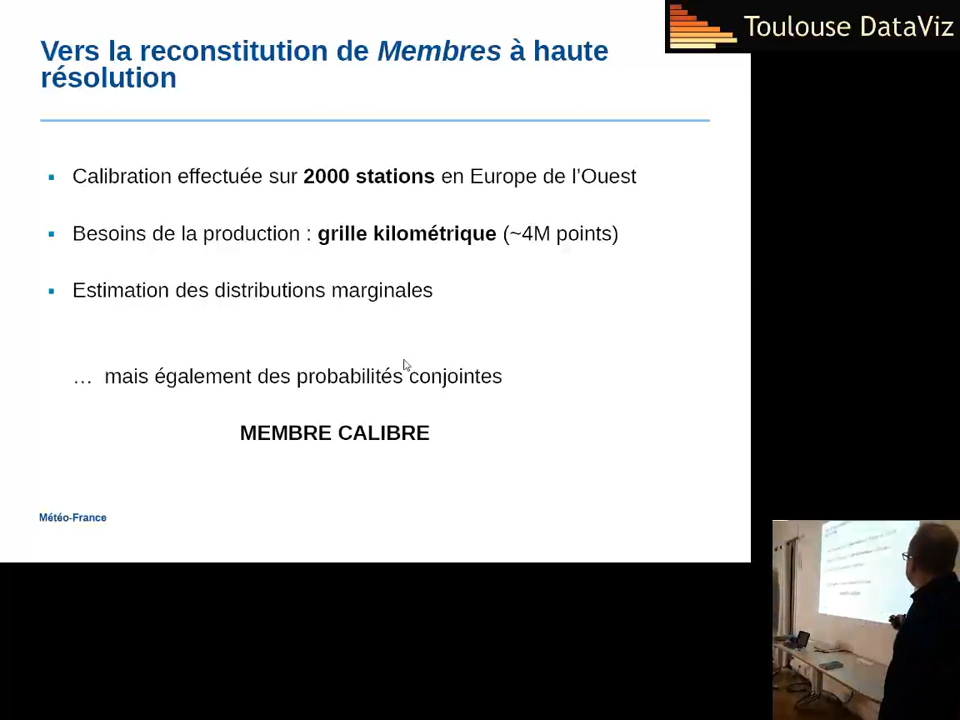 Toulouse DataViz
Vers la reconstitution de Membres à haute
résolution
Calibration effectuée sur 2000 stations en Europe de l'Ouest
Besoins de la production : grille kilométrique (~4M points)
Estimation des distributions marginales
… mais également des probabilités conjointes
MEMBRE CALIBRE
Météo-France